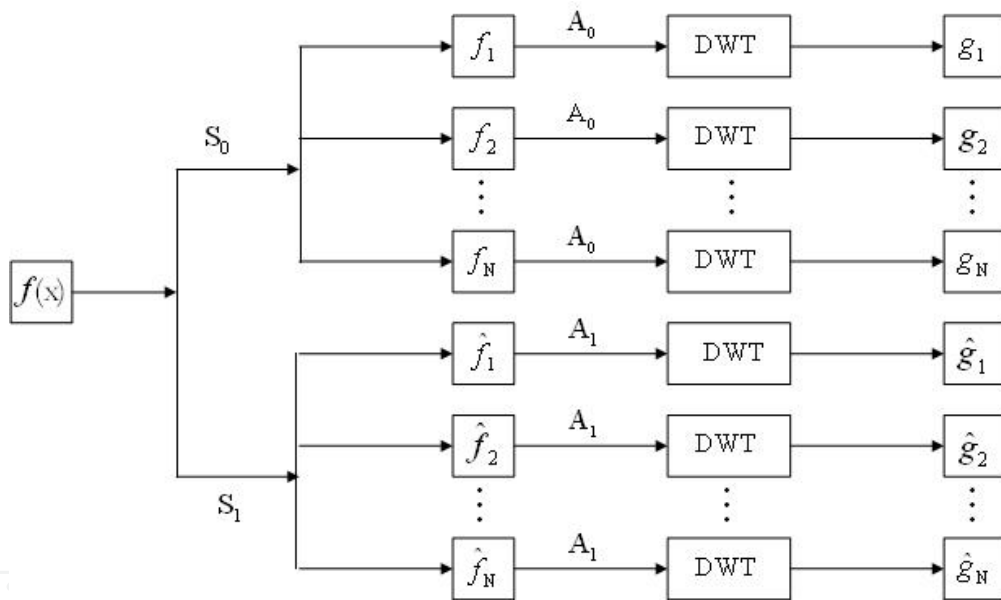 f₁ A₀ DWT g₁
f₂ A₀ DWT g₂
S₀
⋮ ⋮ ⋮
f_N A₀ DWT g_N
f(x)
f̂₁ A₁ DWT ĝ₁
f̂₂ A₁ DWT ĝ₂
S₁
⋮ ⋮ ⋮
f̂_N A₁ DWT ĝ_N